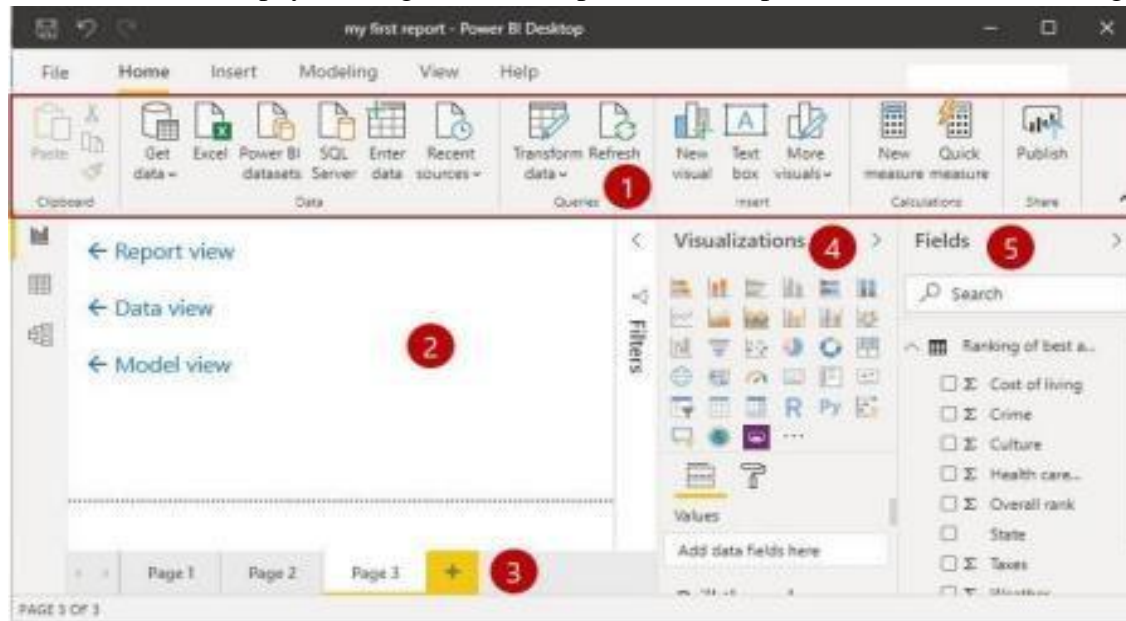 my first report - Power BI Desktop
File Home Insert Modeling View Help
Paste
Get data
Excel
Power BI datasets
SQL Server
Enter data
Recent sources
Transform data
Refresh
New visual
Text box
More visuals
New measure
Quick measure
Publish
Clipboard Data Queries Insert Calculations Share
1
← Report view
← Data view
← Model view
2
Filters
Visualizations 4
R Py
Values
Add data fields here
Fields 5
Search
Ranking of best a...
Σ Cost of living
Σ Crime
Σ Culture
Σ Health care...
Σ Overall rank
State
Σ Taxes
Page 1 Page 2 Page 3 + 3
PAGE 3 OF 3